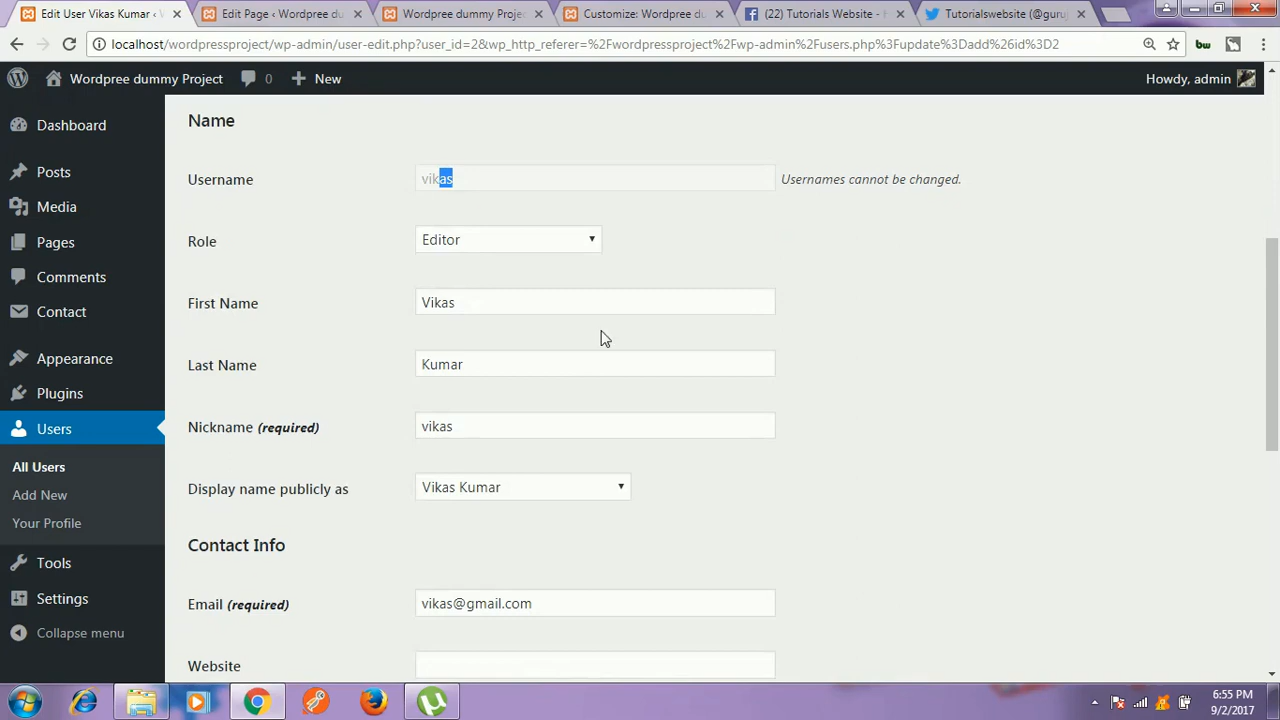 Edit User Vikas Kumar ‹ W
Edit Page ‹ Wordpree dum
Wordpree dummy Project
Customize: Wordpree dum
(22) Tutorials Website - H
Tutorialswebsite (@guruj
localhost/wordpressproject/wp-admin/user-edit.php?user_id=2&wp_http_referer=%2Fwordpressproject%2Fwp-admin%2Fusers.php%3Fupdate%3Dadd%26id%3D2
bw
Wordpree dummy Project
0
New
Howdy, admin
Dashboard
Posts
Media
Pages
Comments
Contact
Appearance
Plugins
Users
All Users
Add New
Your Profile
Tools
Settings
Collapse menu
Name
Username
vikas
Usernames cannot be changed.
Role
Editor
First Name
Vikas
Last Name
Kumar
Nickname (required)
vikas
Display name publicly as
Vikas Kumar
Contact Info
Email (required)
vikas@gmail.com
Website
6:55 PM
9/2/2017